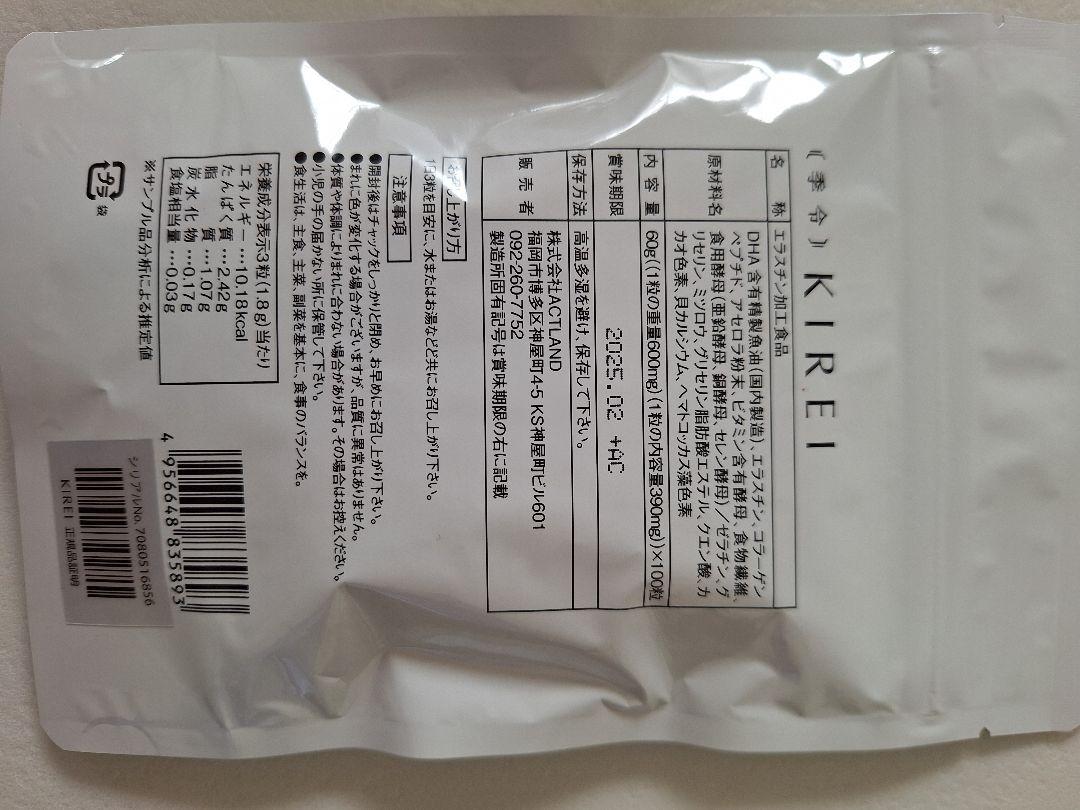 ⸨季令⸩ KIREI
名称 エラスチン加工食品
原材料名 DHA含有精製魚油(国内製造)、エラスチン、コラーゲン
ペプチド、アセロラ粉末、ビタミン含有酵母、食物繊維、
食用酵母(亜鉛酵母、銅酵母、セレン酵母)/ゼラチン、グ
リセリン、ミツロウ、グリセリン脂肪酸エステル、クエン酸、カ
カオ色素、貝カルシウム、ヘマトコッカス藻色素
内容量 60g((1粒の重量600mg)(1粒の内容量390mg))×100粒
賞味期限 2025.02 +AC
保存方法 高温多湿を避け、保存して下さい。
販売者 株式会社ACTLAND
福岡市博多区神屋町4-5 KS神屋町ビル601
092-260-7752
製造所固有記号は賞味期限の右に記載
お召し上がり方
1日3粒を目安に、水またはお湯などと共にお召し上がり下さい。
注意事項
●開封後はチャックをしっかりと閉め、お早めにお召し上がり下さい。
●まれに色が変化する場合がございますが、品質に異常はありません。
●体質や体調によりまれに合わない場合があります。その場合はお控えください。
●小児の手の届かない所に保管して下さい。
●食生活は、主食、主菜、副菜を基本に、食事のバランスを。
栄養成分表示3粒(1.8g)当たり
エネルギー…10.18kcal
たんぱく質…2.42g
脂質…1.07g
炭水化物…0.17g
食塩相当量…0.03g
※サンプル品分析による推定値
プラ 袋
4 956648 835893
シリアルNo. 7080516856
KIREI 正規品証明